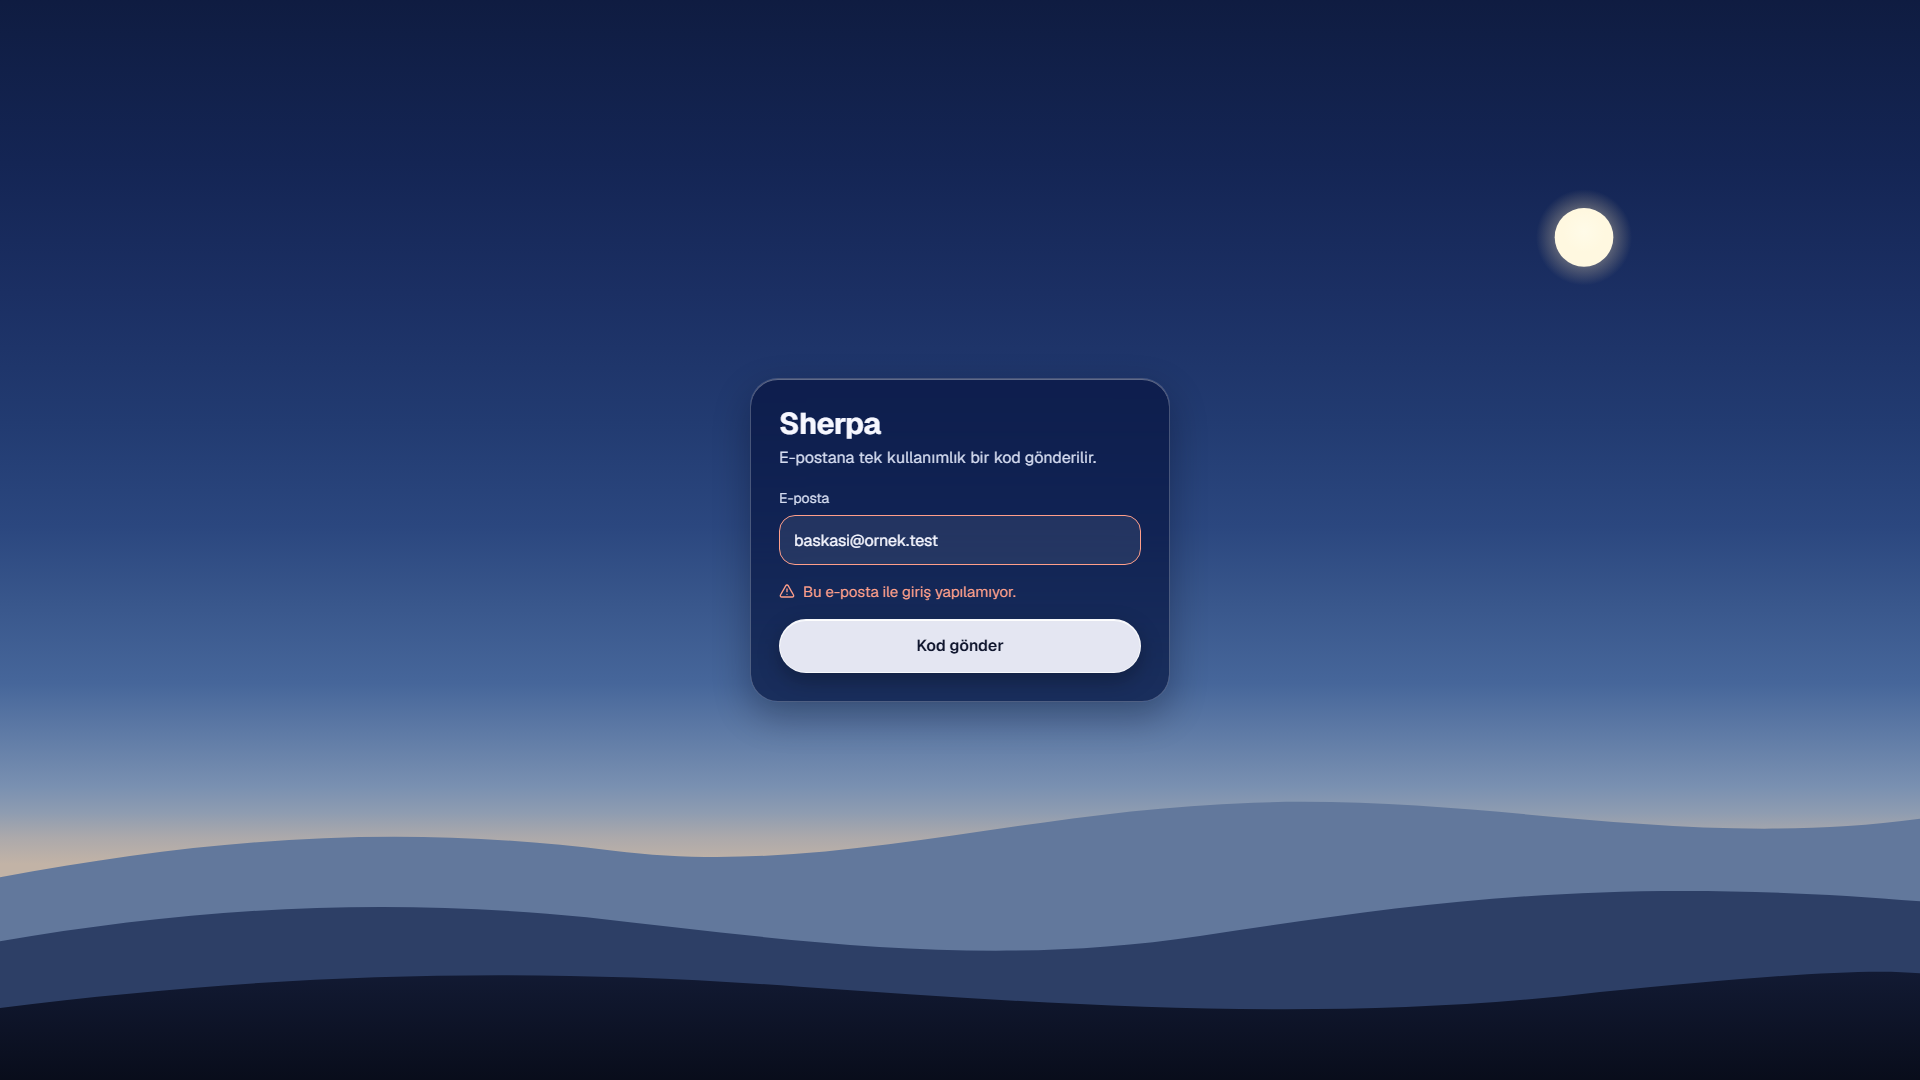 Sherpa
E-postana tek kullanımlık bir kod gönderilir.
E-posta
baskasi@ornek.test
Bu e-posta ile giriş yapılamıyor.
Kod gönder